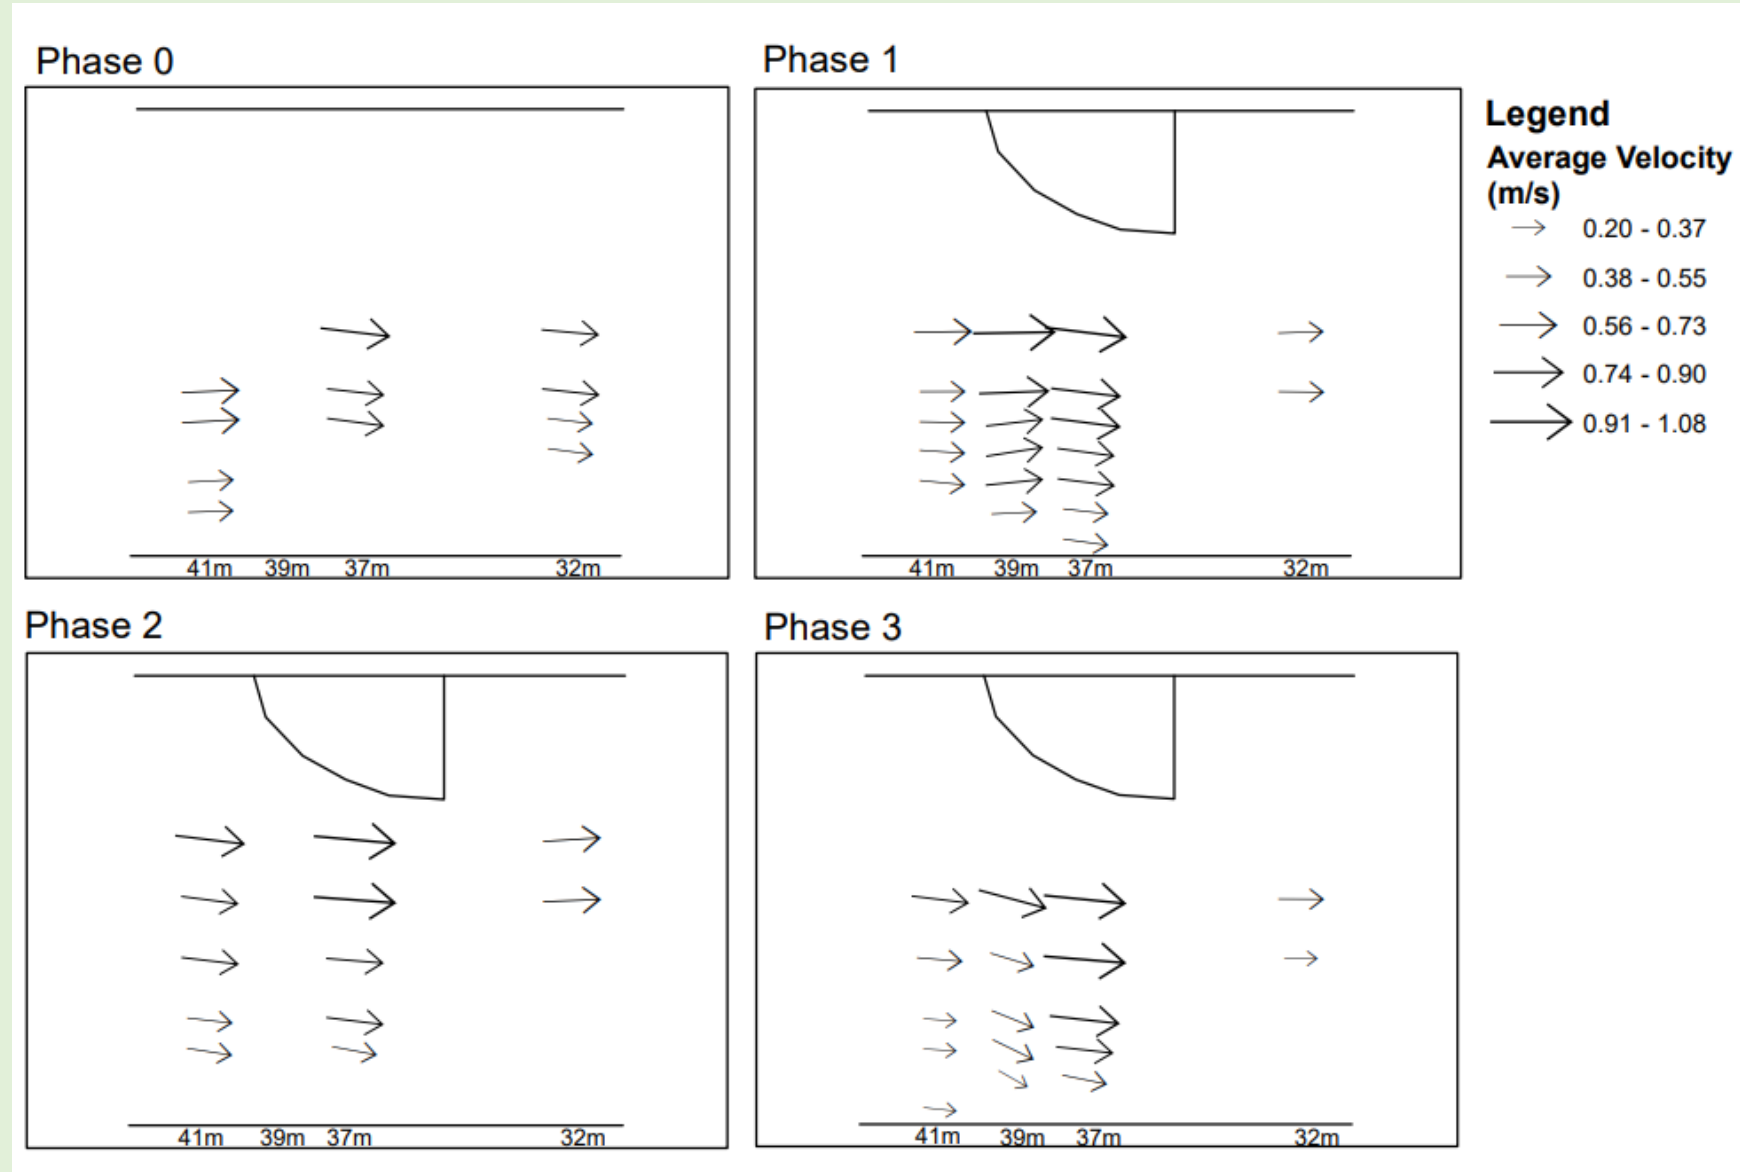 Phase 0
41m 39m 37m 32m
Phase 1
41m 39m 37m 32m
Legend
Average Velocity
(m/s)
0.20 - 0.37
0.38 - 0.55
0.56 - 0.73
0.74 - 0.90
0.91 - 1.08
Phase 2
41m 39m 37m 32m
Phase 3
41m 39m 37m 32m